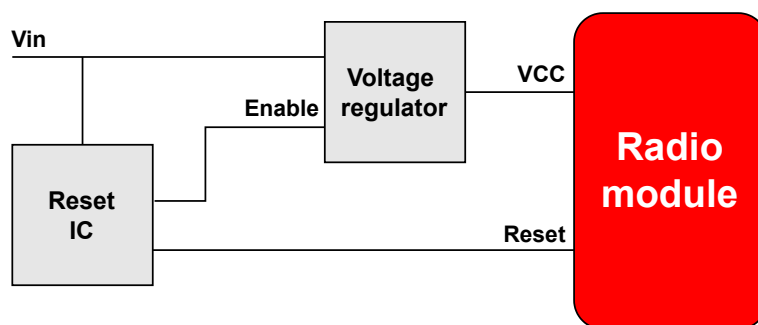 Vin
Voltage
regulator
VCC
Enable
Radio
module
Reset
IC
Reset